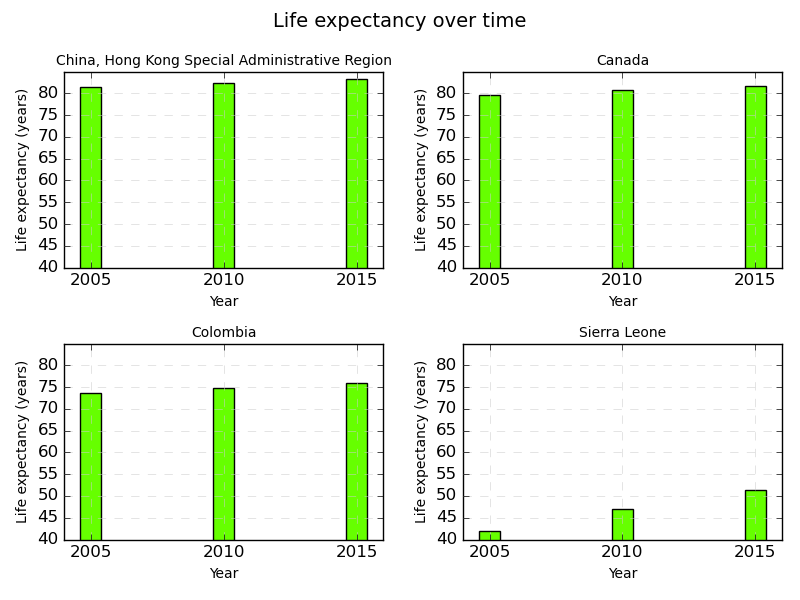 Life expectancy over time
China, Hong Kong Special Administrative Region
Life expectancy (years)
80
75
70
65
60
55
50
45
40
2005 2010 2015
Year
Canada
Life expectancy (years)
80
75
70
65
60
55
50
45
40
2005 2010 2015
Year
Colombia
Life expectancy (years)
80
75
70
65
60
55
50
45
40
2005 2010 2015
Year
Sierra Leone
Life expectancy (years)
80
75
70
65
60
55
50
45
40
2005 2010 2015
Year